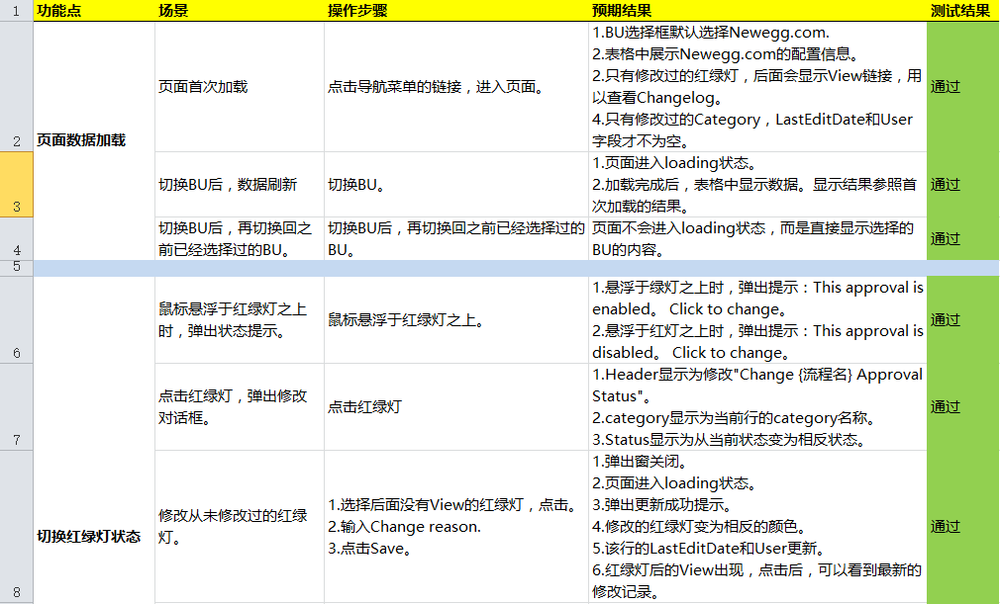 1 功能点 场景 操作步骤 预期结果 测试结果
1.BU选择框默认选择Newegg.com.
2.表格中展示Newegg.com的配置信息。
2.只有修改过的红绿灯，后面会显示View链接，用
页面首次加载 点击导航菜单的链接，进入页面。 通过
以查看Changelog。
4.只有修改过的Category，LastEditDate和User
2 页面数据加载
字段才不为空。
1.页面进入loading状态。
切换BU后，数据刷新 切换BU。 2.加载完成后，表格中显示数据。显示结果参照首 通过
3 次加载的结果。
切换BU后，再切换回之 切换BU后，再切换回之前已经选择过的 页面不会进入loading状态，而是直接显示选择的
4 前已经选择过的BU。 BU。 BU的内容。 通过
5
1.悬浮于绿灯之上时，弹出提示：This approval is
鼠标悬浮于红绿灯之上 enabled。 Click to change。
时，弹出状态提示。 鼠标悬浮于红绿灯之上。 2.悬浮于红灯之上时，弹出提示：This approval is 通过
6 disabled。 Click to change。
1.Header显示为修改"Change {流程名} Approval
点击红绿灯，弹出修改 Status"。
对话框。 点击红绿灯 2.category显示为当前行的category名称。 通过
7 3.Status显示为从当前状态变为相反状态。
1.弹出窗关闭。
2.页面进入loading状态。
1.选择后面没有View的红绿灯，点击。 3.弹出更新成功提示。
修改从未修改过的红绿 2.输入Change reason. 4.修改的红绿灯变为相反的颜色。 通过
灯。 3.点击Save。 5.该行的LastEditDate和User更新。
切换红绿灯状态
6.红绿灯后的View出现，点击后，可以看到最新的
8 修改记录。